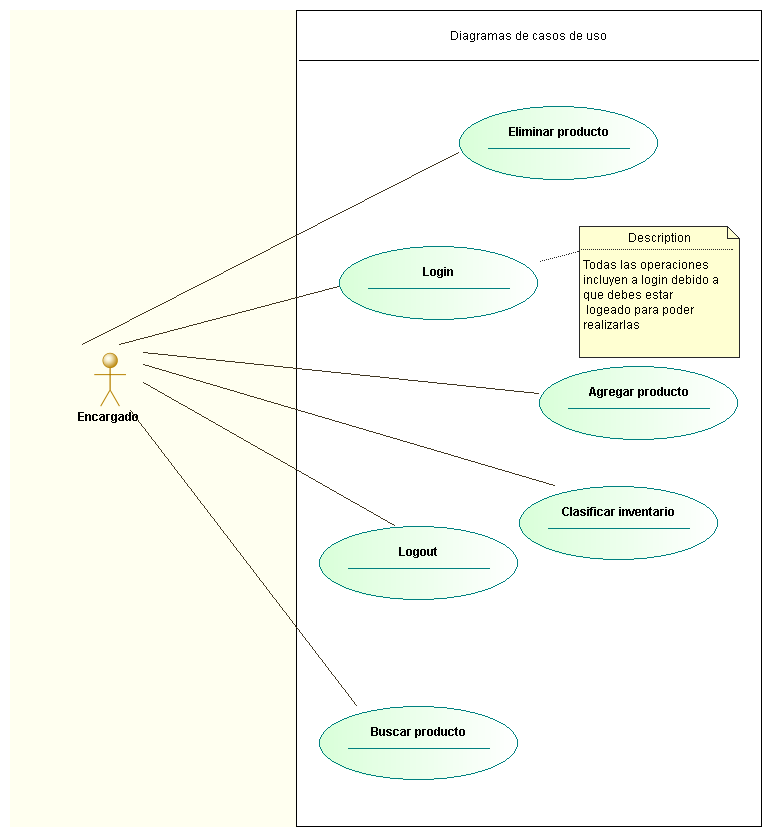 Diagramas de casos de uso
Eliminar producto
Login
Description
Todas las operaciones
incluyen a login debido a
que debes estar
logeado para poder
realizarlas
Encargado
Agregar producto
Clasificar inventario
Logout
Buscar producto